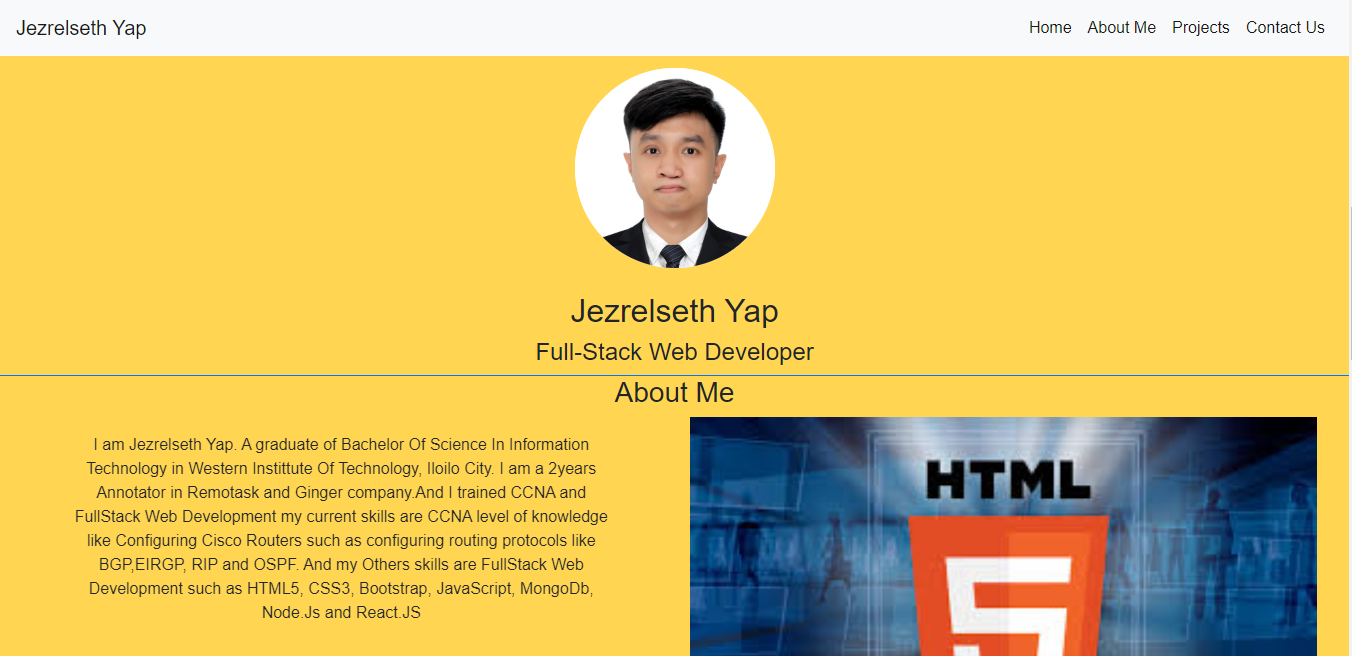 Jezrelseth Yap
Home About Me Projects Contact Us
Jezrelseth Yap
Full-Stack Web Developer
About Me
I am Jezrelseth Yap. A graduate of Bachelor Of Science In Information
Technology in Western Instittute Of Technology, Iloilo City. I am a 2years
Annotator in Remotask and Ginger company.And I trained CCNA and
FullStack Web Development my current skills are CCNA level of knowledge
like Configuring Cisco Routers such as configuring routing protocols like
BGP,EIRGP, RIP and OSPF. And my Others skills are FullStack Web
Development such as HTML5, CSS3, Bootstrap, JavaScript, MongoDb,
Node.Js and React.JS
HTML
5